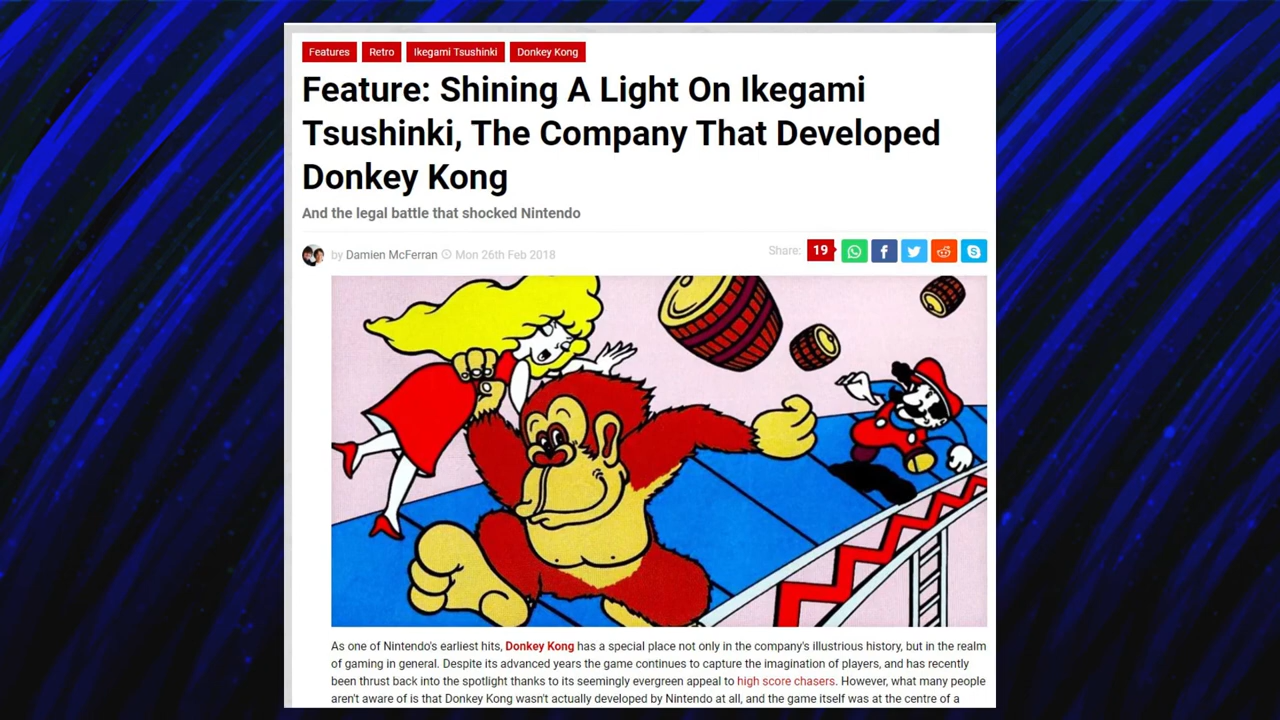 Features Retro Ikegami Tsushinki Donkey Kong
Feature: Shining A Light On Ikegami
Tsushinki, The Company That Developed
Donkey Kong
And the legal battle that shocked Nintendo
by Damien McFerran Mon 26th Feb 2018 Share: 19
As one of Nintendo's earliest hits, Donkey Kong has a special place not only in the company's illustrious history, but in the realm
of gaming in general. Despite its advanced years the game continues to capture the imagination of players, and has recently
been thrust back into the spotlight thanks to its seemingly evergreen appeal to high score chasers. However, what many people
aren't aware of is that Donkey Kong wasn't actually developed by Nintendo at all, and the game itself was at the centre of a